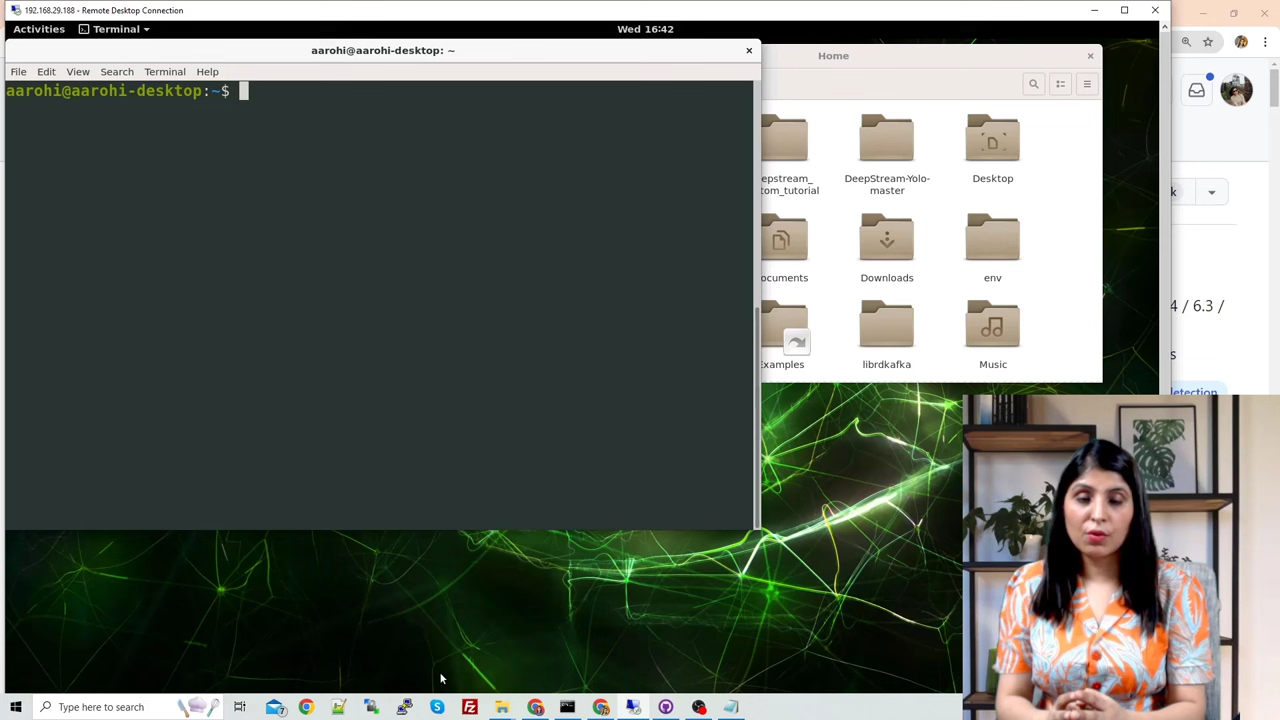 192.168.29.188 - Remote Desktop Connection
Activities
Terminal
Wed 16:42
aarohi@aarohi-desktop: ~
Home
File Edit View Search Terminal Help
aarohi@aarohi-desktop:~$
epstream_
tom_tutorial
DeepStream-Yolo-
master
Desktop
ocuments
Downloads
env
Examples
librdkafka
Music
k
4 / 6.3 /
s
detection
Type here to search